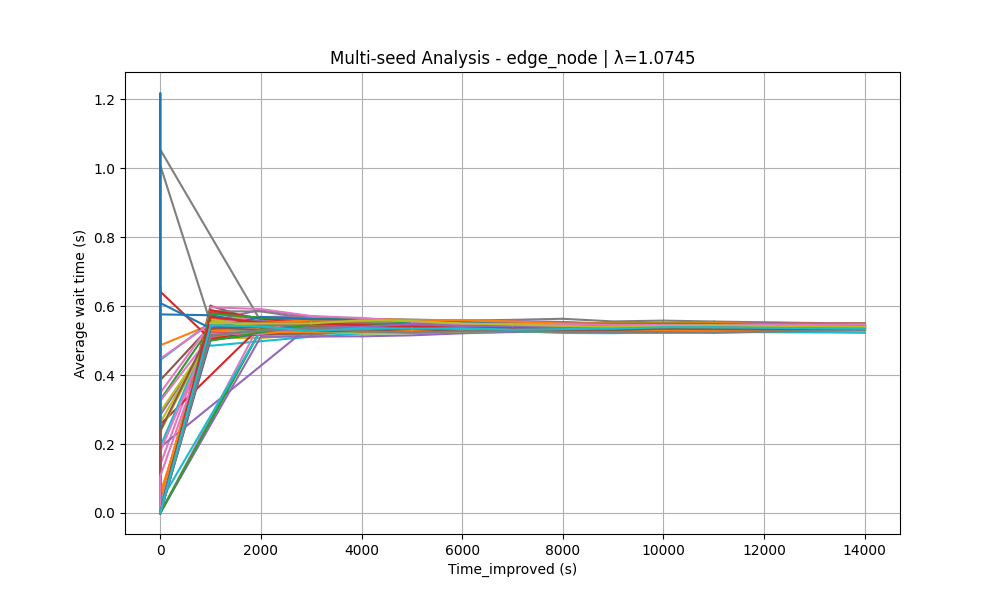 Multi-seed Analysis - edge_node | λ=1.0745
Average wait time (s)
1.2
1.0
0.8
0.6
0.4
0.2
0.0
0 2000 4000 6000 8000 10000 12000 14000
Time_improved (s)